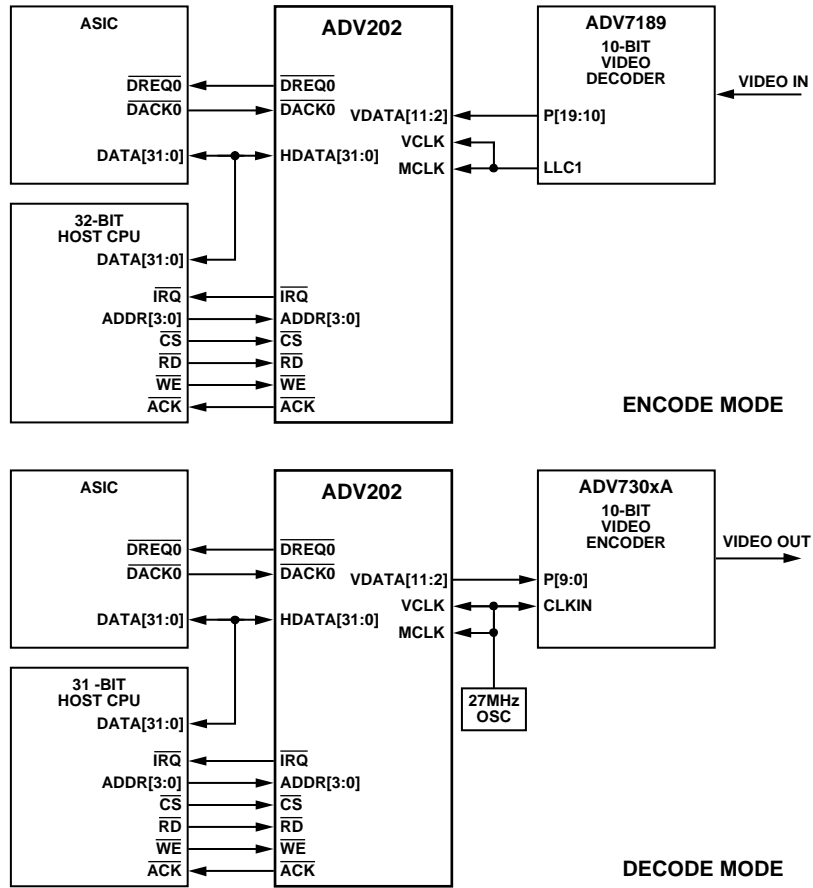 ASIC
DREQ0
DACK0
DATA[31:0]
32-BIT
HOST CPU
DATA[31:0]
IRQ
ADDR[3:0]
CS
RD
WE
ACK
ADV202
DREQ0
DACK0
HDATA[31:0]
IRQ
ADDR[3:0]
CS
RD
WE
ACK
VDATA[11:2]
VCLK
MCLK
ADV7189
10-BIT
VIDEO
DECODER
P[19:10]
LLC1
VIDEO IN
ENCODE MODE
ASIC
DREQ0
DACK0
DATA[31:0]
31 -BIT
HOST CPU
DATA[31:0]
IRQ
ADDR[3:0]
CS
RD
WE
ACK
ADV202
DREQ0
DACK0
HDATA[31:0]
IRQ
ADDR[3:0]
CS
RD
WE
ACK
VDATA[11:2]
VCLK
MCLK
ADV730xA
10-BIT
VIDEO
ENCODER
P[9:0]
CLKIN
VIDEO OUT
27MHz
OSC
DECODE MODE